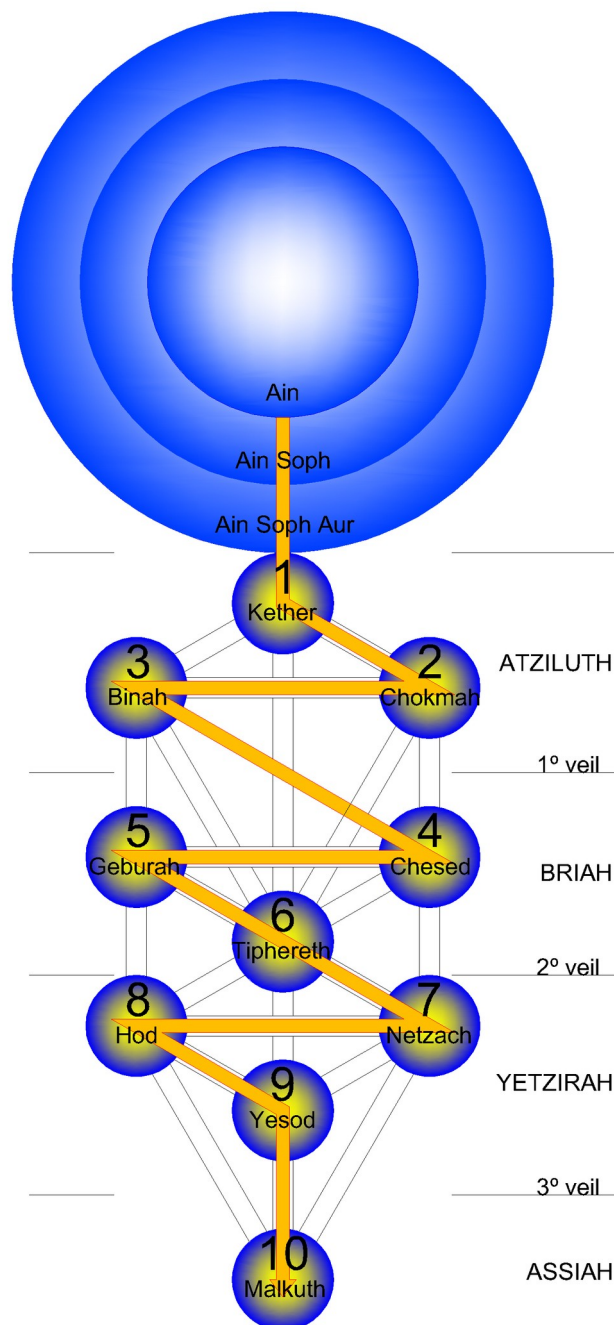 Ain
Ain Soph
Ain Soph Aur
1
Kether
ATZILUTH
3
Binah
2
Chokmah
1º veil
5
Geburah
4
Chesed
BRIAH
6
Tiphereth
2º veil
8
Hod
7
Netzach
YETZIRAH
9
Yesod
3º veil
10
Malkuth
ASSIAH